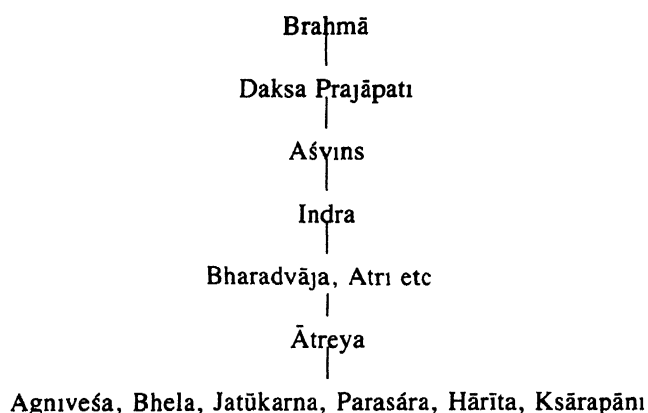 Brahmā
Daksa Prajāpatı
Aśvıns
Indra
Bharadvāja, Atrı etc
Ātreya
Agnıveśa, Bhela, Jatūkarna, Parasára, Hārīta, Ksārapānı